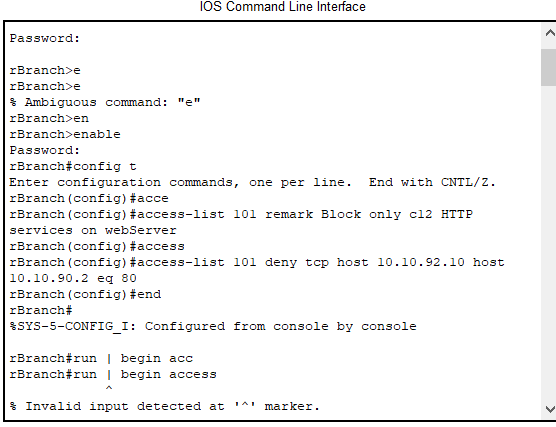 IOS Command Line Interface
Password:
rBranch>e
rBranch>e
% Ambiguous command: "e"
rBranch>en
rBranch>enable
Password:
rBranch#config t
Enter configuration commands, one per line.  End with CNTL/Z.
rBranch(config)#acce
rBranch(config)#access-list 101 remark Block only c12 HTTP
services on webServer
rBranch(config)#access
rBranch(config)#access-list 101 deny tcp host 10.10.92.10 host
10.10.90.2 eq 80
rBranch(config)#end
rBranch#
%SYS-5-CONFIG_I: Configured from console by console
rBranch#run | begin acc
rBranch#run | begin access
^
% Invalid input detected at '^' marker.